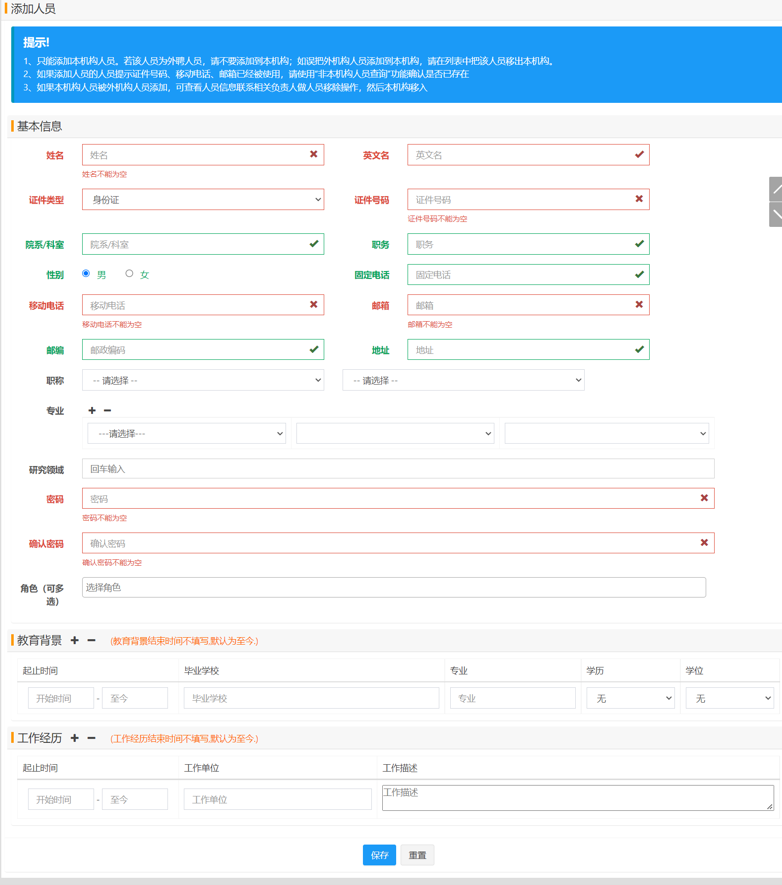 添加人员
提示!
1、只能添加本机构人员。若该人员为外聘人员，请不要添加到本机构；如误把外机构人员添加到本机构，请在列表中把该人员移出本机构。
2、如果添加人员的人员提示证件号码、移动电话、邮箱已经被使用，请使用“非本机构人员查询”功能确认是否已存在
3、如果本机构人员被外机构人员添加，可查看人员信息联系相关负责人做人员移除操作，然后本机构移入
基本信息
姓名 姓名 英文名 英文名
姓名不能为空
证件类型 身份证 证件号码 证件号码
证件号码不能为空
院系/科室 院系/科室 职务 职务
性别 男 女 固定电话 固定电话
移动电话 移动电话 邮箱 邮箱
移动电话不能为空 邮箱不能为空
邮编 邮政编码 地址 地址
职称 -- 请选择 -- -- 请选择 --
专业
---请选择---
研究领域 回车输入
密码 密码
密码不能为空
确认密码 确认密码
确认密码不能为空
角色（可多选） 选择角色
教育背景 (教育背景结束时间不填写,默认为至今.)
起止时间 毕业学校 专业 学历 学位
开始时间 - 至今 毕业学校 专业 无 无
工作经历 (工作经历结束时间不填写,默认为至今.)
起止时间 工作单位 工作描述
开始时间 - 至今 工作单位 工作描述
保存 重置